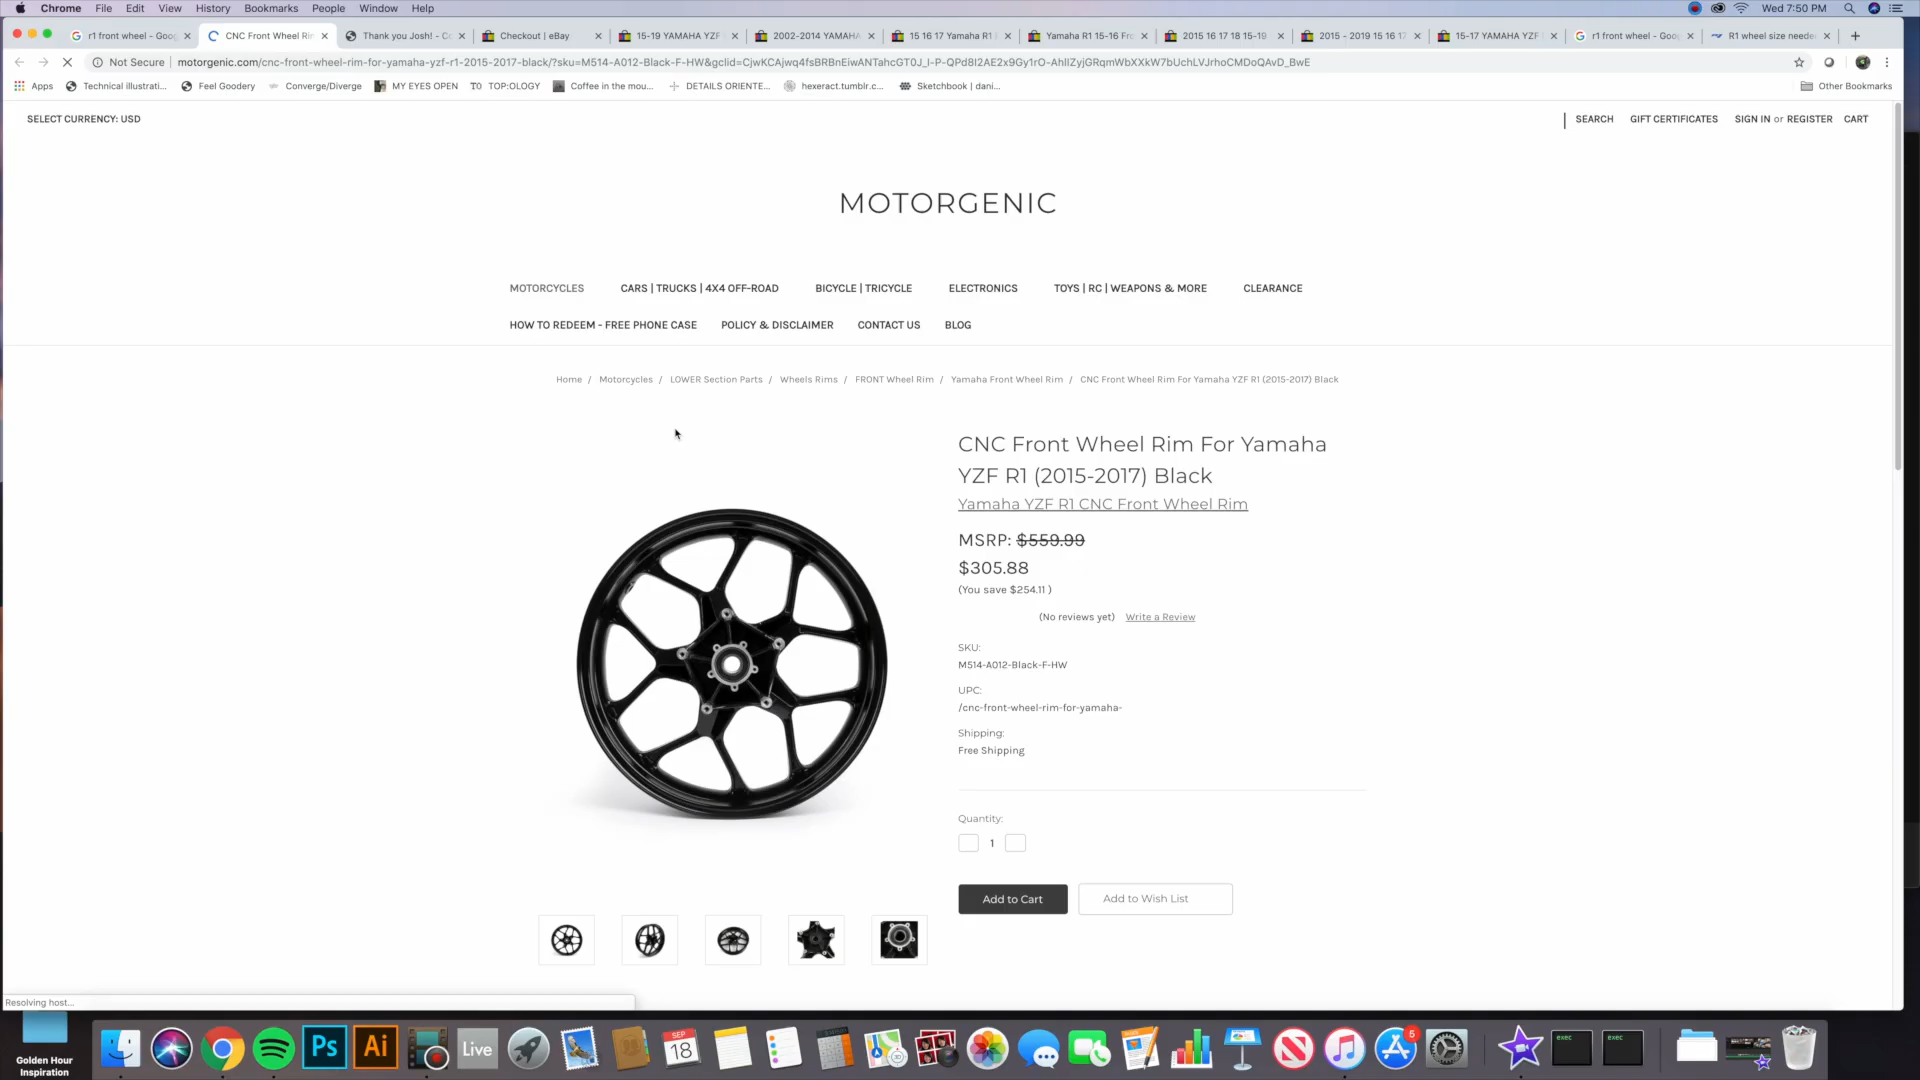 Chrome File Edit View History Bookmarks People Window Help Wed 7:50 PM
r1 front wheel - Goog CNC Front Wheel Rim Thank you Josh! - Co Checkout | eBay 15-19 YAMAHA YZF 2002-2014 YAMAHA 15 16 17 Yamaha R1 Yamaha R1 15-16 Fro 2015 16 17 18 15-19 2015 - 2019 15 16 17 15-17 YAMAHA YZF r1 front wheel - Goog R1 wheel size neede
Not Secure motorgenic.com/cnc-front-wheel-rim-for-yamaha-yzf-r1-2015-2017-black/?sku=M514-A012-Black-F-HW&gclid=
Apps Technical illustrati... Feel Goodery Converge/Diverge MY EYES OPEN TO TOP:OLOGY Coffee in the mou... DETAILS ORIENTE... hexeract.tumblr.c... Sketchbook | dani... Other Bookmarks
SELECT CURRENCY: USD SEARCH GIFT CERTIFICATES SIGN IN or REGISTER CART
MOTORGENIC
MOTORCYCLES CARS | TRUCKS | 4X4 OFF-ROAD BICYCLE | TRICYCLE ELECTRONICS TOYS | RC | WEAPONS & MORE CLEARANCE
HOW TO REDEEM - FREE PHONE CASE POLICY & DISCLAIMER CONTACT US BLOG
Home / Motorcycles / LOWER Section Parts / Wheels Rims / FRONT Wheel Rim / Yamaha Front Wheel Rim / CNC Front Wheel Rim For Yamaha YZF R1 (2015-2017) Black
CNC Front Wheel Rim For Yamaha
YZF R1 (2015-2017) Black
Yamaha YZF R1 CNC Front Wheel Rim
MSRP: $559.99
$305.88
(You save $254.11 )
(No reviews yet) Write a Review
SKU:
M514-A012-Black-F-HW
UPC:
/cnc-front-wheel-rim-for-yamaha-
Shipping:
Free Shipping
Quantity:
1
Add to Cart Add to Wish List
Resolving host...
Golden Hour
Inspiration
Ps Ai Live SEP 18 5 exec exec